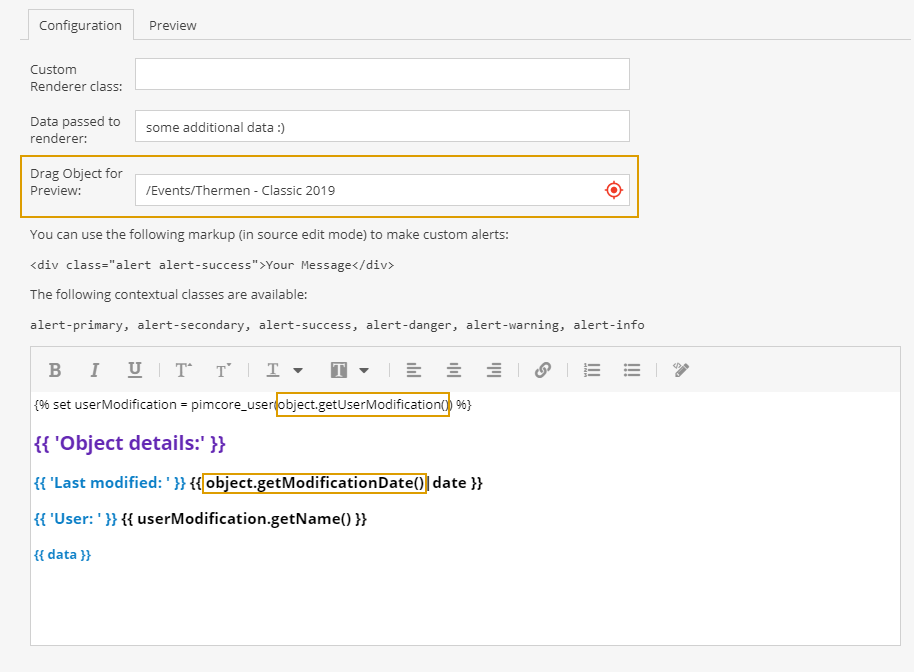 Configuration
Preview
Custom
Renderer class:
Data passed to
renderer:
some additional data :)
Drag Object for
Preview:
/Events/Thermen - Classic 2019
You can use the following markup (in source edit mode) to make custom alerts:
<div class="alert alert-success">Your Message</div>
The following contextual classes are available:
alert-primary, alert-secondary, alert-success, alert-danger, alert-warning, alert-info
B I U T T T T
{% set userModification = pimcore_user(object.getUserModification()) %}
{{ 'Object details:' }}
{{ 'Last modified: ' }} {{ object.getModificationDate()|date }}
{{ 'User: ' }} {{ userModification.getName() }}
{{ data }}